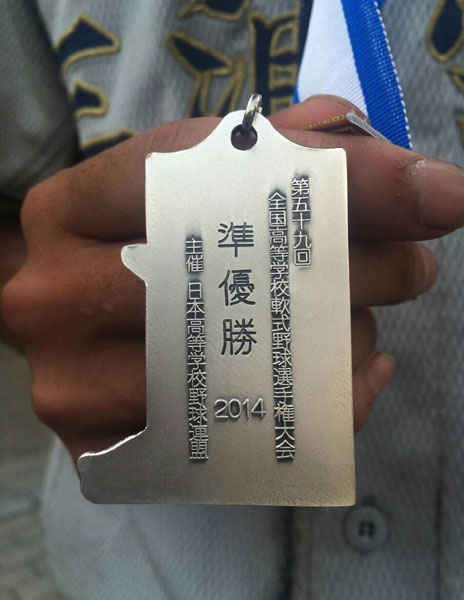 第五十九回
全国高等学校軟式野球選手権大会
準優勝
2014
主催 日本高等学校野球連盟